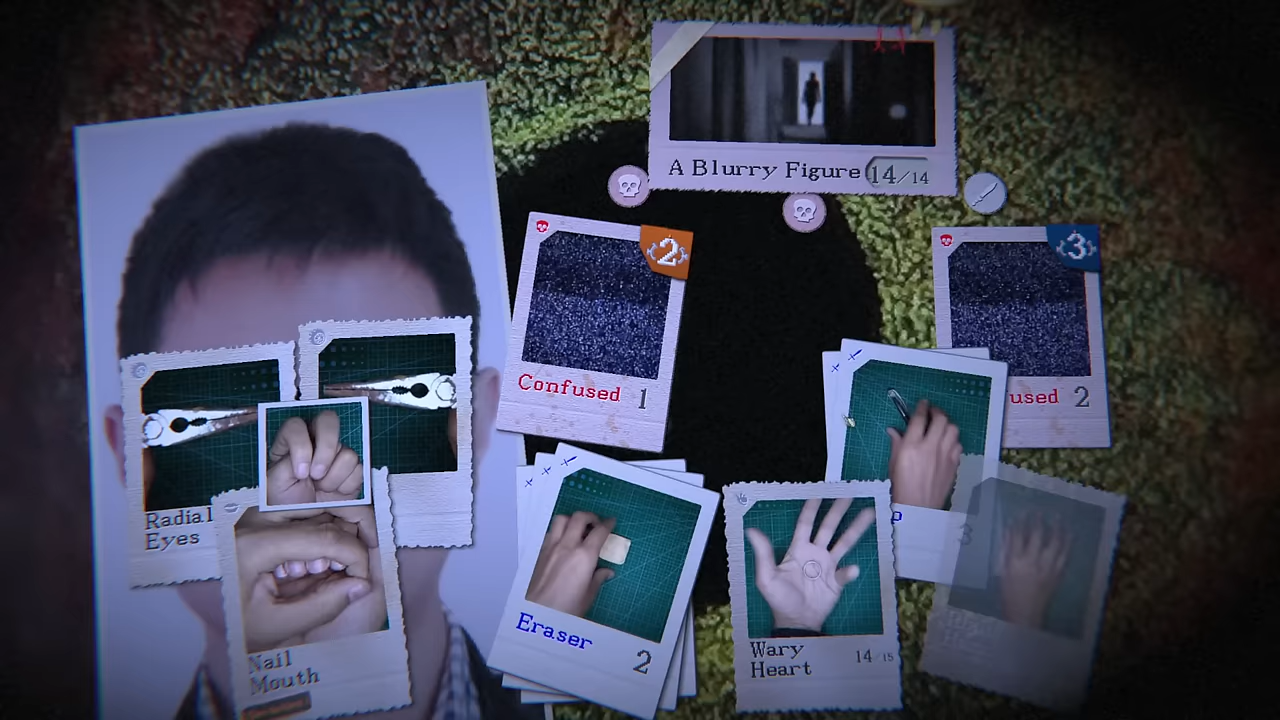 A Blurry Figure 14/14
2
Confused 1
3
used 2
Radial
Eyes
Nail
Mouth
Eraser
2
p
3
Wary
Heart
14/15